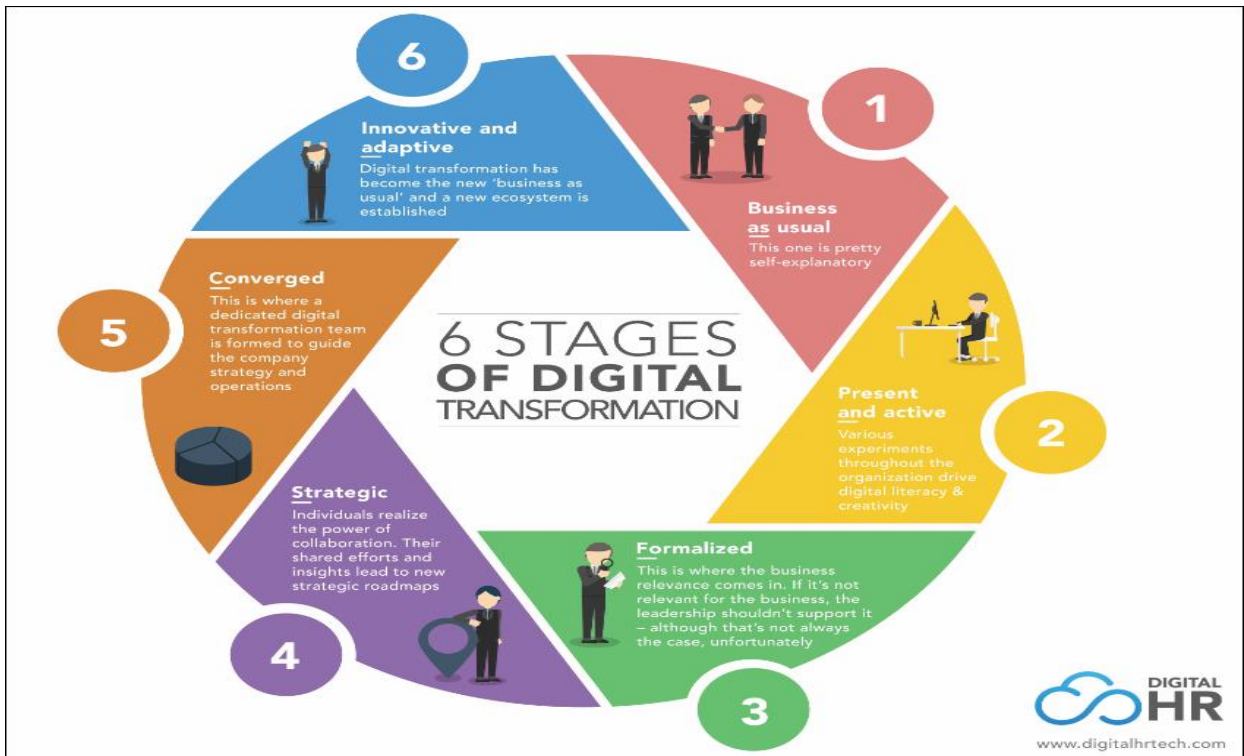 6 STAGES
OF DIGITAL
TRANSFORMATION
1
Business
as usual
This one is pretty
self-explanatory
2
Present
and active
Various
experiments
throughout the
organization drive
digital literacy &
creativity
3
Formalized
This is where the business
relevance comes in. If it's not
relevant for the business, the
leadership shouldn't support it
– although that's not always
the case, unfortunately
4
Strategic
Individuals realize
the power of
collaboration. Their
shared efforts and
insights lead to new
strategic roadmaps
5
Converged
This is where a
dedicated digital
transformation team
is formed to guide
the company
strategy and
operations
6
Innovative and
adaptive
Digital transformation has
become the new 'business as
usual' and a new ecosystem is
established
DIGITAL
HR
www.digitalhrtech.com